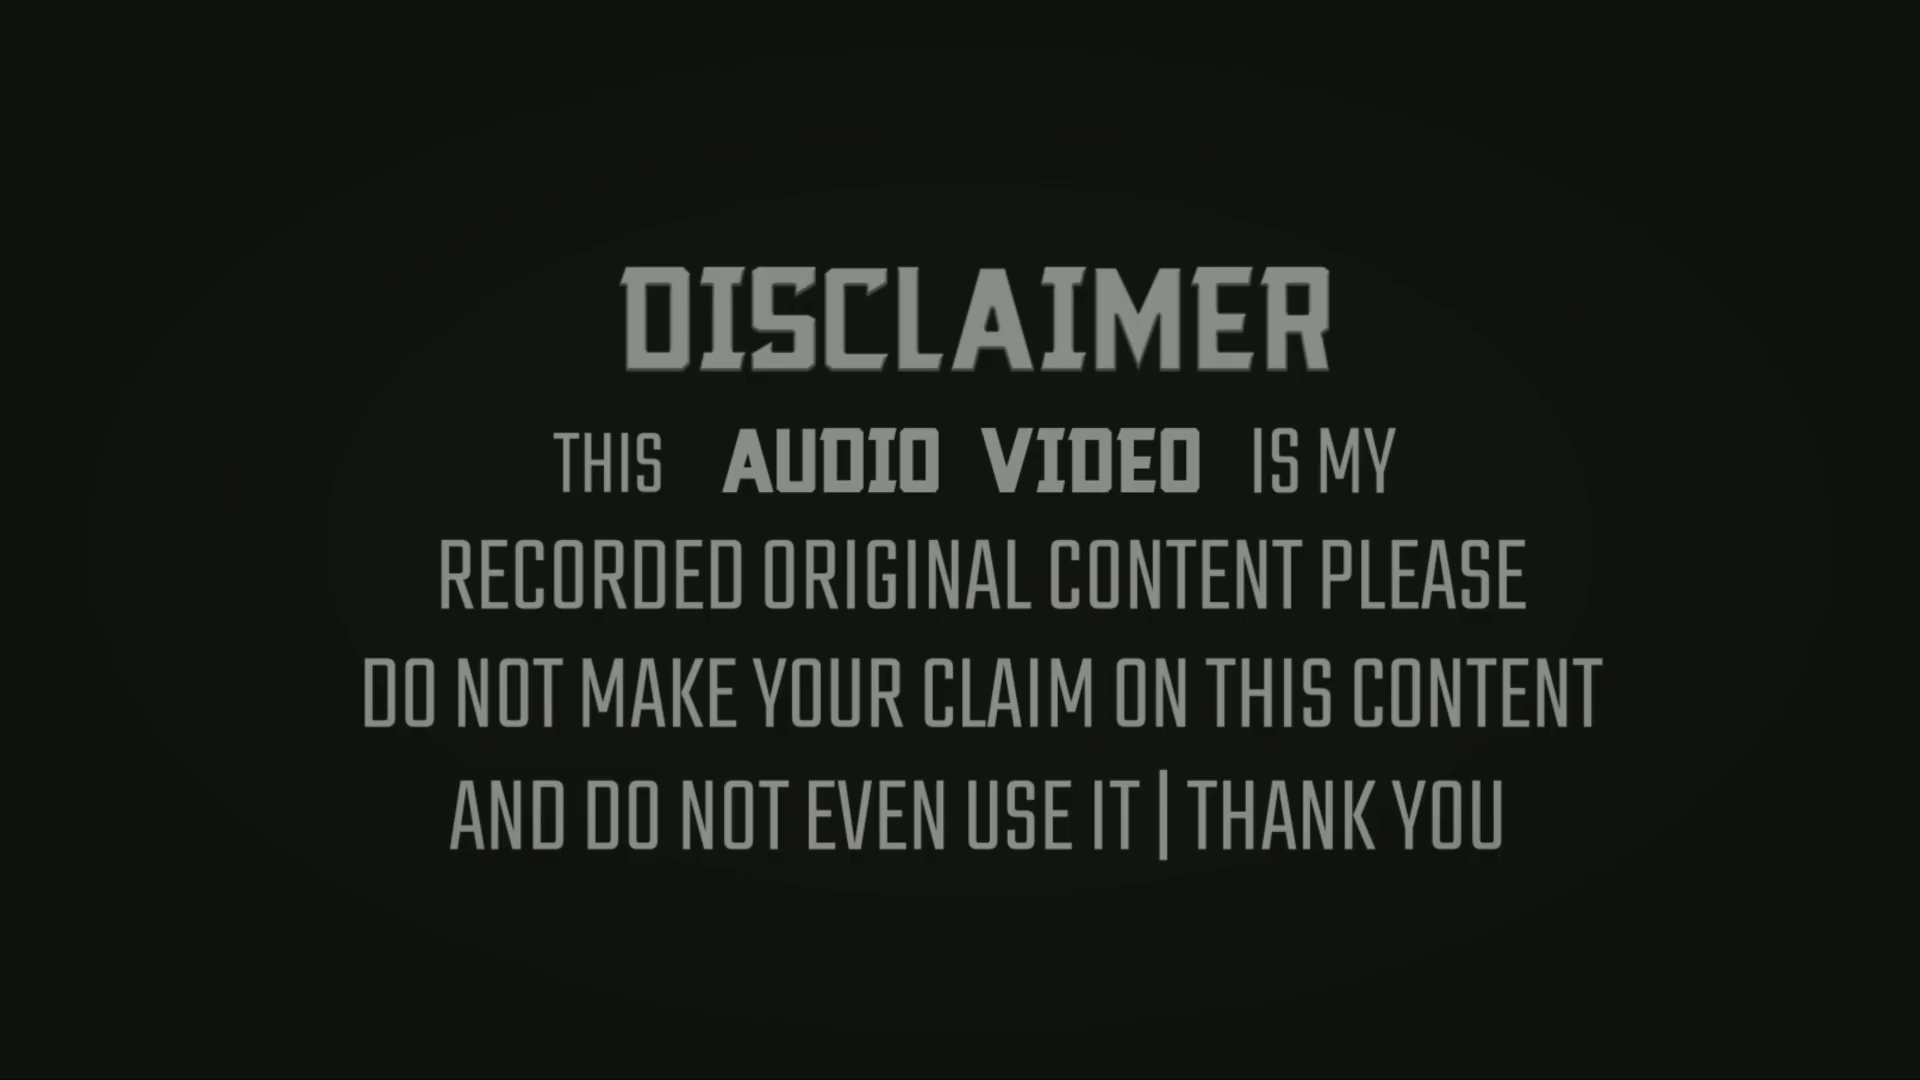 DISCLAIMER
THIS AUDIO VIDEO IS MY
RECORDED ORIGINAL CONTENT PLEASE
DO NOT MAKE YOUR CLAIM ON THIS CONTENT
AND DO NOT EVEN USE IT | THANK YOU